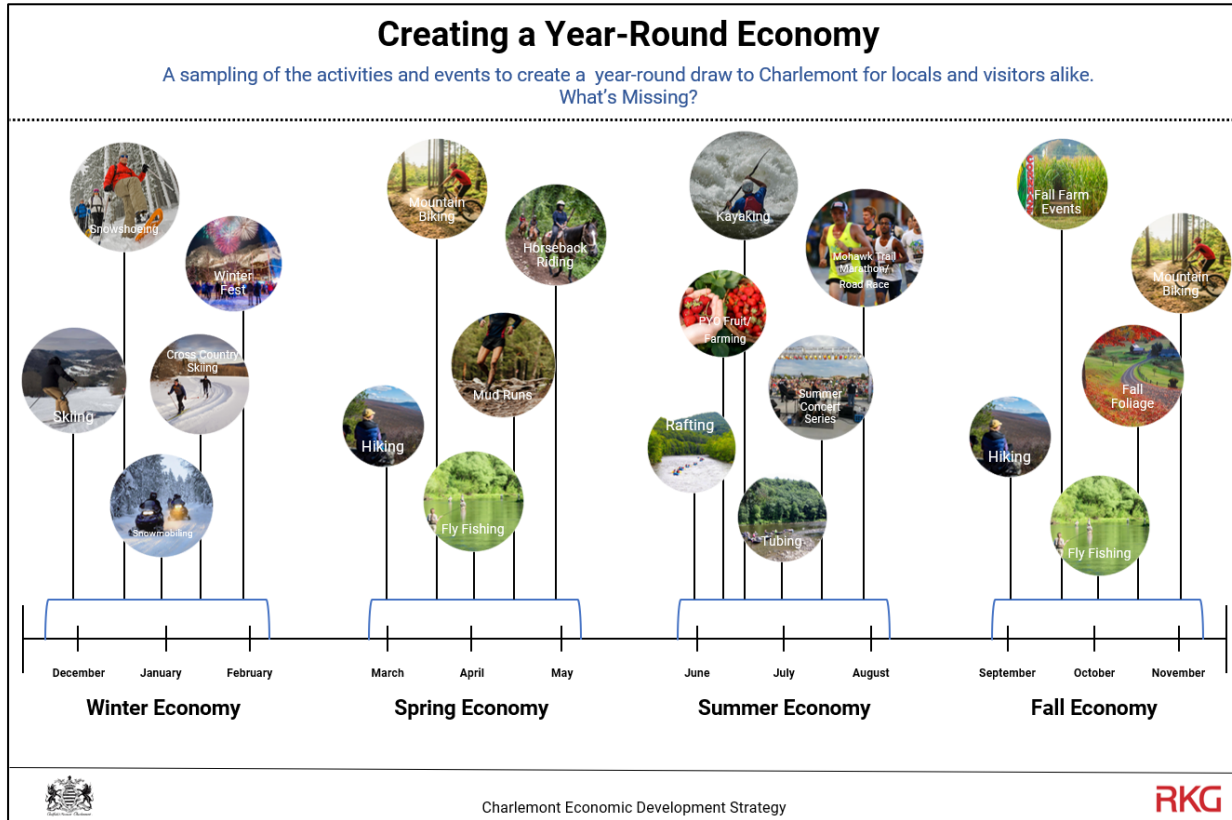 Creating a Year-Round Economy
A sampling of the activities and events to create a year-round draw to Charlemont for locals and visitors alike.
What's Missing?
Snowshoeing
Winter
Fest
Skiing
Cross Country
Skiing
Snowmobiling
Mountain
Biking
Horseback
Riding
Mud Runs
Hiking
Fly Fishing
Kayaking
Mohawk Trail
Marathon/
Road Race
PYO Fruit/
Farming
Summer
Concert
Series
Rafting
Tubing
Fall Farm
Events
Mountain
Biking
Fall
Foliage
Hiking
Fly Fishing
December January February March April May June July August September October November
Winter Economy Spring Economy Summer Economy Fall Economy
Charlemont Economic Development Strategy
RKG